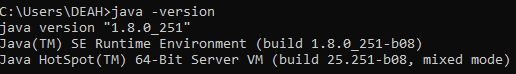 C:\Users\DEAH>java -version
java version "1.8.0_251"
Java(TM) SE Runtime Environment (build 1.8.0_251-b08)
Java HotSpot(TM) 64-Bit Server VM (build 25.251-b08, mixed mode)